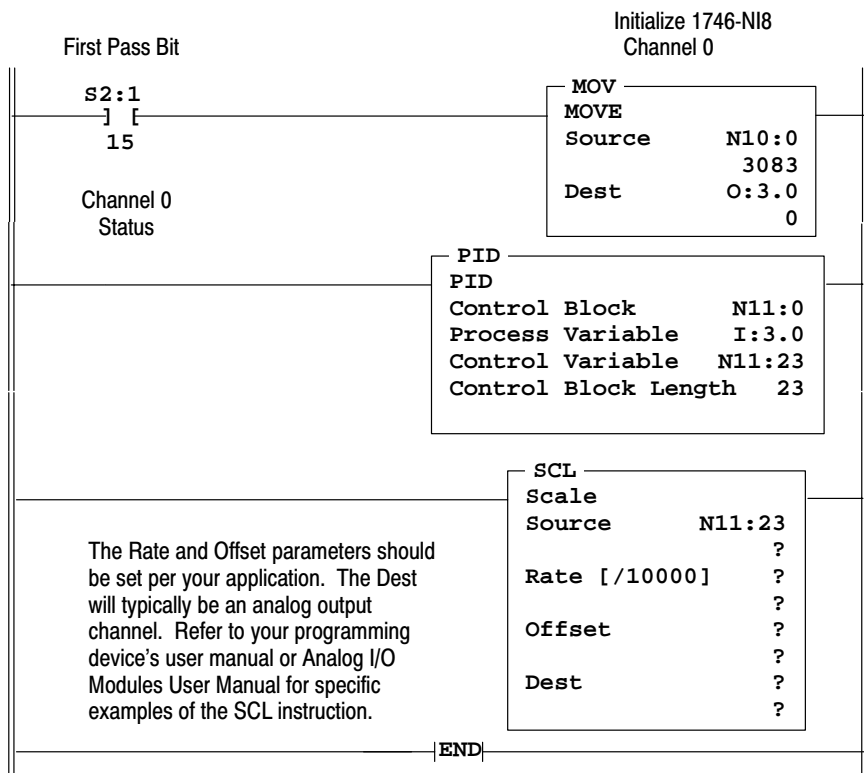 Initialize 1746-NI8
First Pass Bit
Channel 0
S2:1
] [
15
MOV
MOVE
Source N10:0
3083
Dest O:3.0
0
Channel 0
Status
PID
PID
Control Block N11:0
Process Variable I:3.0
Control Variable N11:23
Control Block Length 23
SCL
Scale
Source N11:23
?
Rate [/10000] ?
?
Offset ?
?
Dest ?
?
The Rate and Offset parameters should
be set per your application. The Dest
will typically be an analog output
channel. Refer to your programming
device's user manual or Analog I/O
Modules User Manual for specific
examples of the SCL instruction.
END